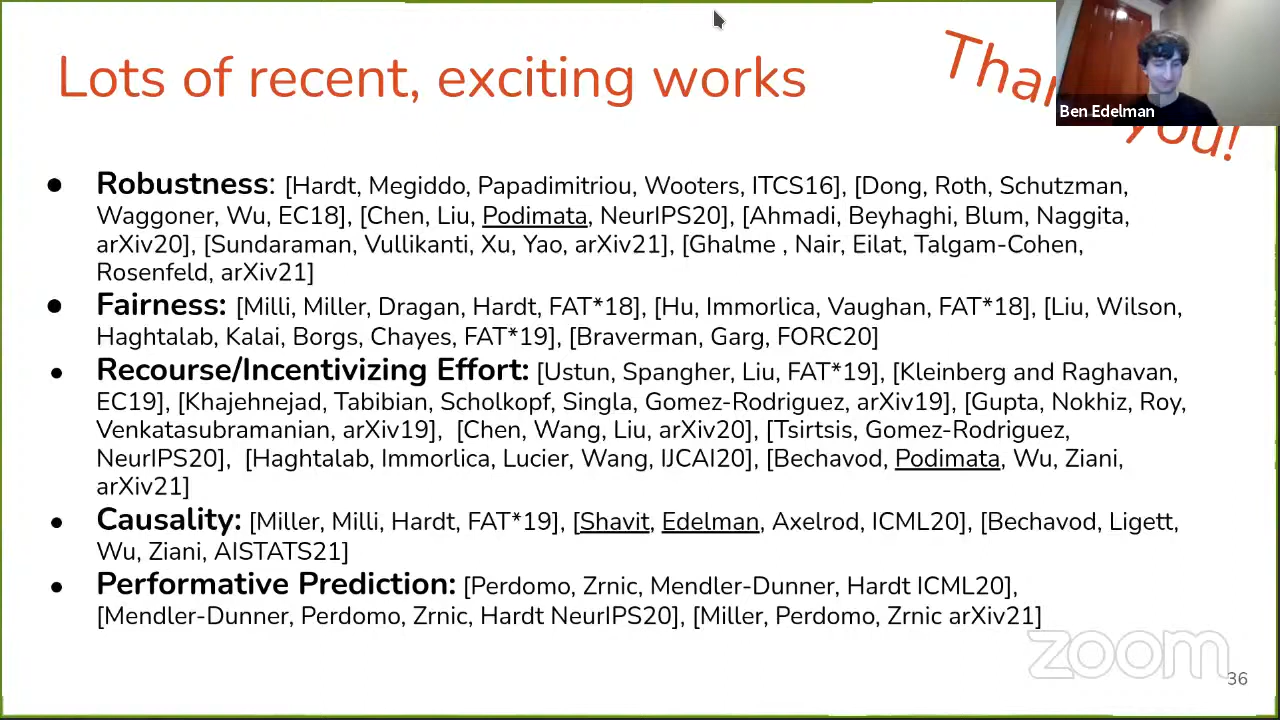 Lots of recent, exciting works
you!
Ben Edelman
● Robustness: [Hardt, Megiddo, Papadimitriou, Wooters, ITCS16], [Dong, Roth, Schutzman,
Waggoner, Wu, EC18], [Chen, Liu, Podimata, NeurIPS20], [Ahmadi, Beyhaghi, Blum, Naggita,
arXiv20], [Sundaraman, Vullikanti, Xu, Yao, arXiv21], [Ghalme , Nair, Eilat, Talgam-Cohen,
Rosenfeld, arXiv21]
● Fairness: [Milli, Miller, Dragan, Hardt, FAT*18], [Hu, Immorlica, Vaughan, FAT*18], [Liu, Wilson,
Haghtalab, Kalai, Borgs, Chayes, FAT*19], [Braverman, Garg, FORC20]
● Recourse/Incentivizing Effort: [Ustun, Spangher, Liu, FAT*19], [Kleinberg and Raghavan,
EC19], [Khajehnejad, Tabibian, Scholkopf, Singla, Gomez-Rodriguez, arXiv19], [Gupta, Nokhiz, Roy,
Venkatasubramanian, arXiv19], [Chen, Wang, Liu, arXiv20], [Tsirtsis, Gomez-Rodriguez,
NeurIPS20], [Haghtalab, Immorlica, Lucier, Wang, IJCAI20], [Bechavod, Podimata, Wu, Ziani,
arXiv21]
● Causality: [Miller, Milli, Hardt, FAT*19], [Shavit, Edelman, Axelrod, ICML20], [Bechavod, Ligett,
Wu, Ziani, AISTATS21]
● Performative Prediction: [Perdomo, Zrnic, Mendler-Dunner, Hardt ICML20],
[Mendler-Dunner, Perdomo, Zrnic, Hardt NeurIPS20], [Miller, Perdomo, Zrnic arXiv21]
zoom
36